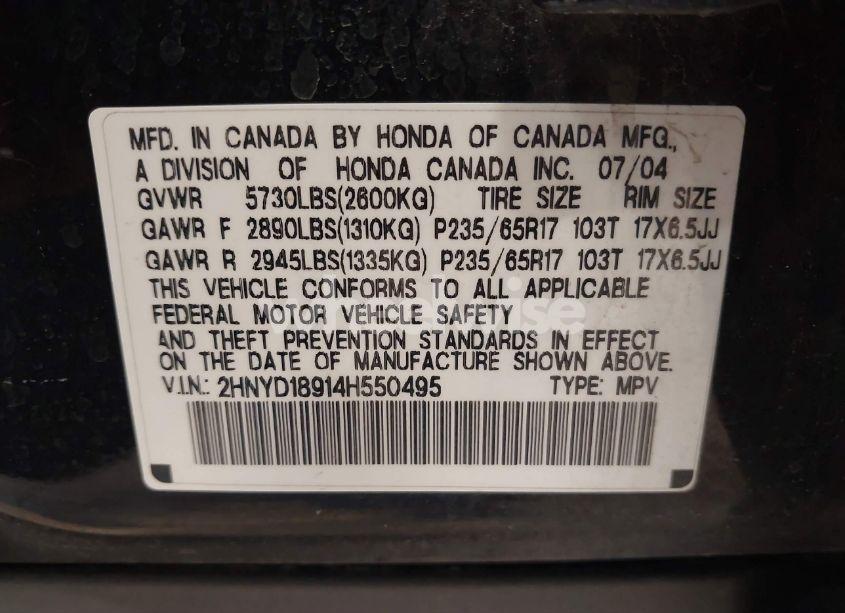 MFD. IN CANADA BY HONDA OF CANADA MFG.,
A DIVISION OF HONDA CANADA INC. 07/04
GVWR 5730LBS(2600KG) TIRE SIZE RIM SIZE
GAWR F 2890LBS(1310KG) P235/65R17 103T 17X6.5JJ
GAWR R 2945LBS(1335KG) P235/65R17 103T 17X6.5JJ
THIS VEHICLE CONFORMS TO ALL APPLICABLE
FEDERAL MOTOR VEHICLE SAFETY
AND THEFT PREVENTION STANDARDS IN EFFECT
ON THE DATE OF MANUFACTURE SHOWN ABOVE.
V.I.N.: 2HNYD18914H550495 TYPE: MPV